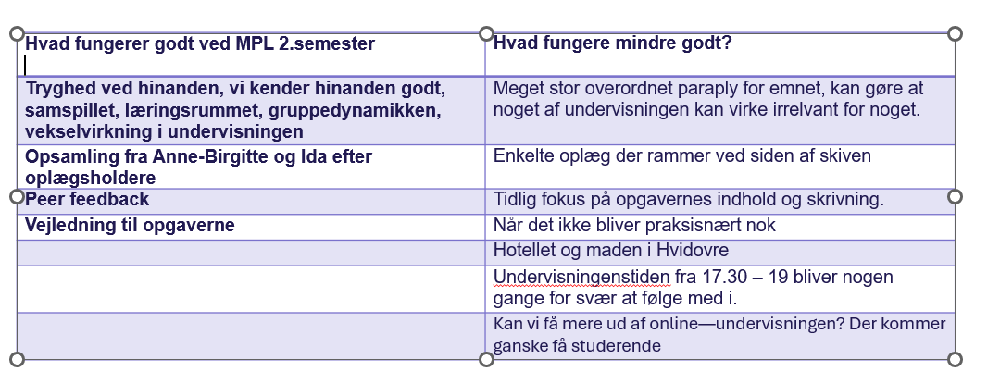 Hvad fungerer godt ved MPL 2.semester
Hvad fungere mindre godt?
Tryghed ved hinanden, vi kender hinanden godt,
samspillet, læringsrummet, gruppedynamikken,
vekselvirkning i undervisningen
Meget stor overordnet paraply for emnet, kan gøre at
noget af undervisningen kan virke irrelvant for noget.
Opsamling fra Anne-Birgitte og Ida efter
oplægsholdere
Enkelte oplæg der rammer ved siden af skiven
Peer feedback
Tidlig fokus på opgavernes indhold og skrivning.
Vejledning til opgaverne
Når det ikke bliver praksisnært nok
Hotellet og maden i Hvidovre
Undervisningenstiden fra 17.30 – 19 bliver nogen
gange for svær at følge med i.
Kan vi få mere ud af online—undervisningen? Der kommer
ganske få studerende